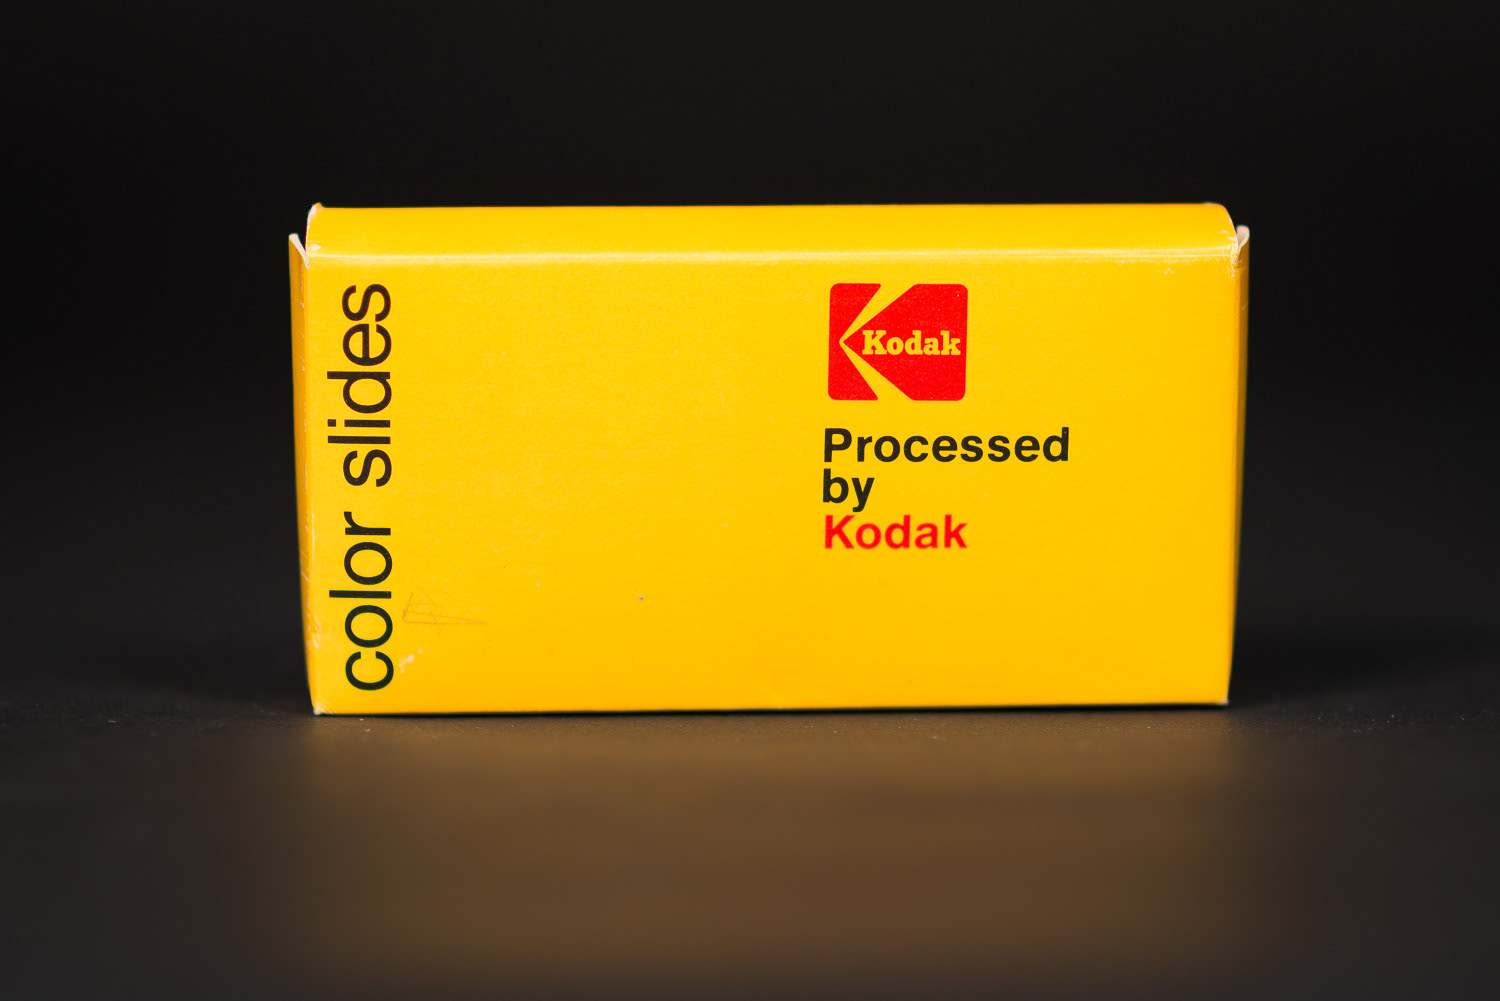 color slides
Kodak
Processed
by
Kodak